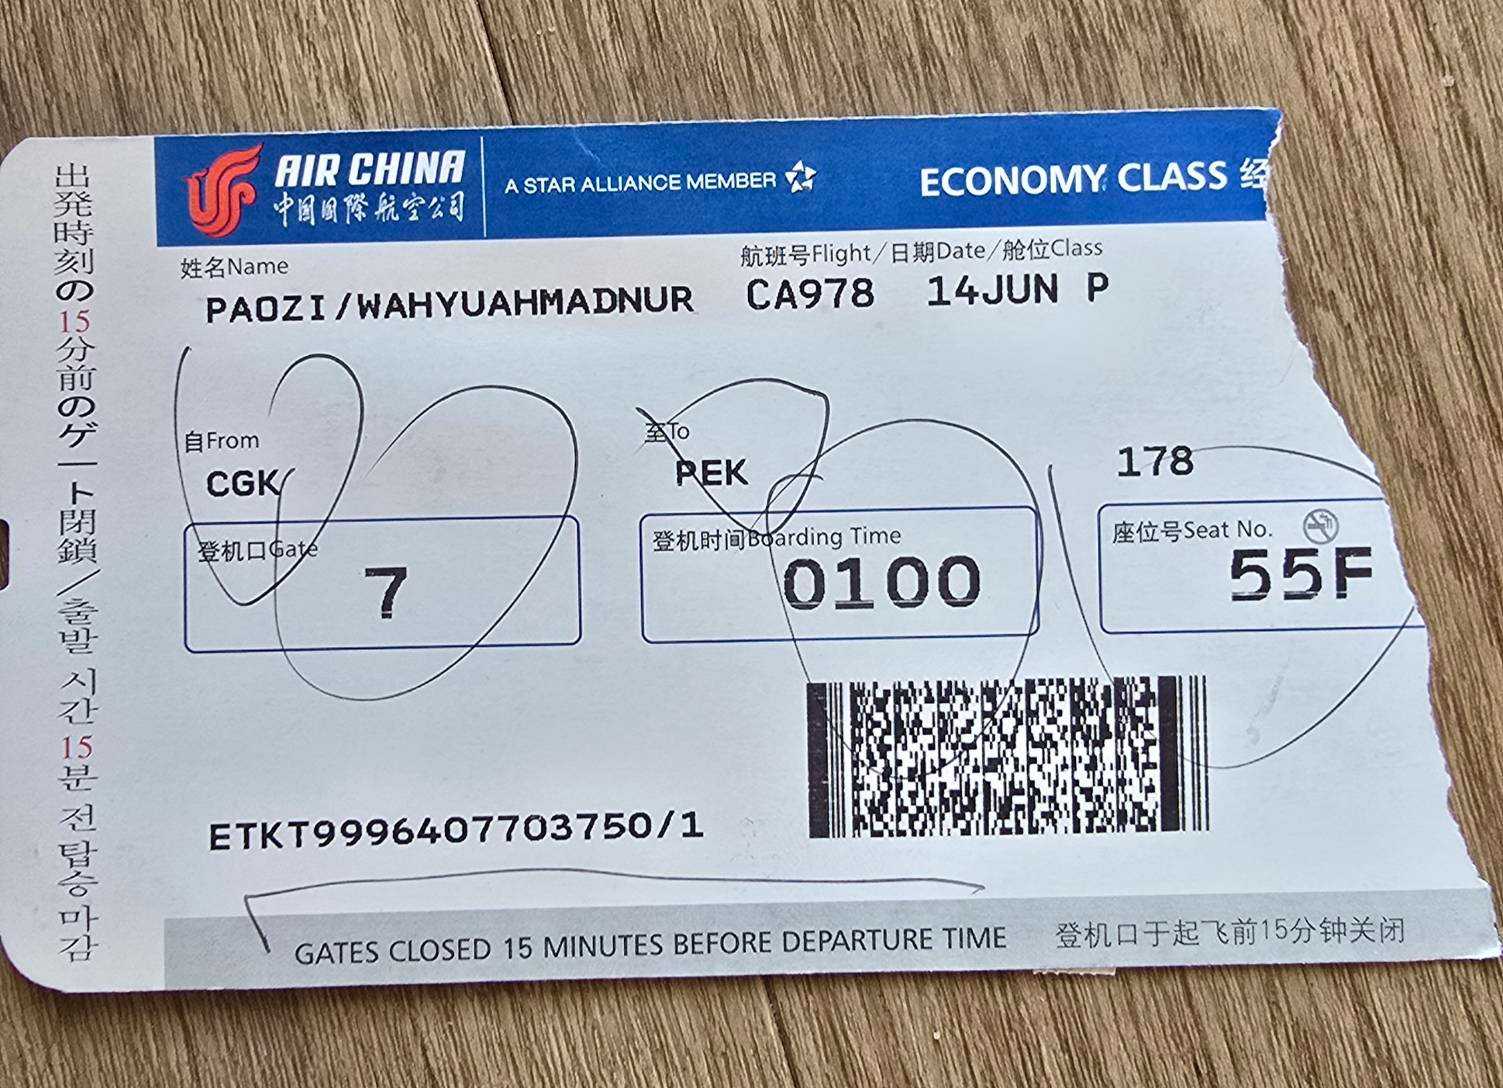 出発時刻の15分前のゲート閉鎖/출발 시간 15분 전 탑승 마감
AIR CHINA
中国国際航空公司
A STAR ALLIANCE MEMBER
ECONOMY CLASS 经
姓名Name
航班号Flight/日期Date/舱位Class
PAOZI/WAHYUAHMADNUR CA978 14JUN P
自From
至To
CGK
PEK
178
登机口Gate
登机时间Boarding Time
座位号Seat No.
7
0100
55F
ETKT9996407703750/1
GATES CLOSED 15 MINUTES BEFORE DEPARTURE TIME 登机口于起飞前15分钟关闭